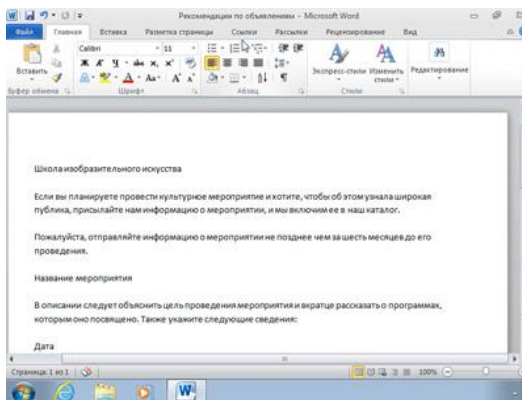 Рекомендации по объявлениям - Microsoft Word
Файл Главная Вставка Разметка страницы Ссылки Рассылки Рецензирование Вид
Calibri 11
Вставить
Ж К Ч abc x, x²
Aa A A
Экспресс-стили Изменить стили Редактирование
Буфер обмена Шрифт Абзац Стили
Школа изобразительного искусства
Если вы планируете провести культурное мероприятие и хотите, чтобы об этом узнала широкая
публика, присылайте нам информацию о мероприятии, и мы включим ее в наш каталог.
Пожалуйста, отправляйте информацию о мероприятии не позднее чем за шесть месяцев до его
проведения.
Название мероприятия
В описании следует объяснить цель проведения мероприятия и вкратце рассказать о программах,
которым оно посвящено. Также укажите следующие сведения:
Дата
Страница: 1 из 1 100%